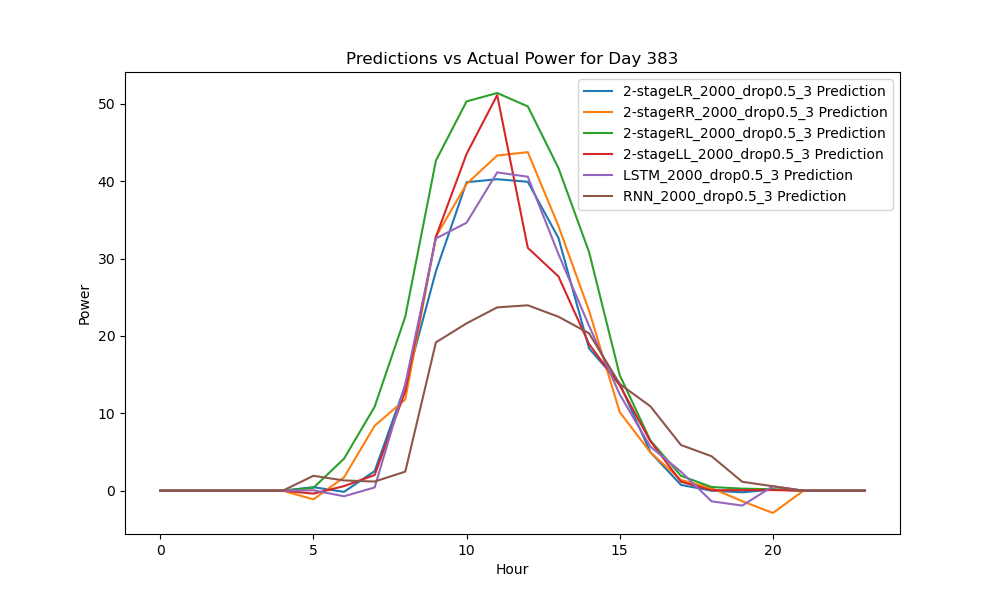 Predictions vs Actual Power for Day 383
2-stageLR_2000_drop0.5_3 Prediction
2-stageRR_2000_drop0.5_3 Prediction
2-stageRL_2000_drop0.5_3 Prediction
2-stageLL_2000_drop0.5_3 Prediction
LSTM_2000_drop0.5_3 Prediction
RNN_2000_drop0.5_3 Prediction
Power
50
40
30
20
10
0
0 5 10 15 20
Hour